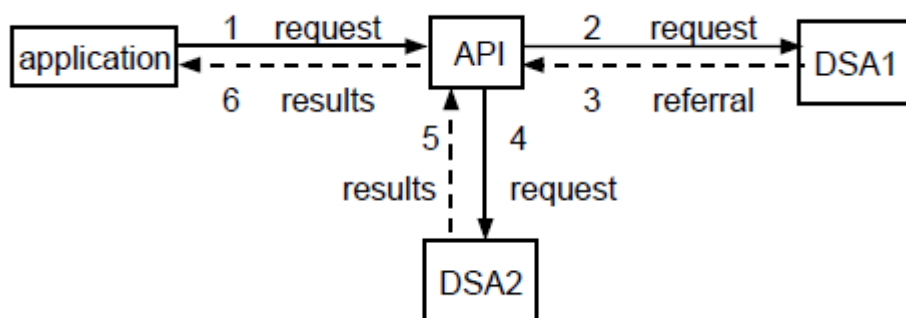 1 request
2 request
application
API
DSA1
6 results
3 referral
5
4
results
request
DSA2